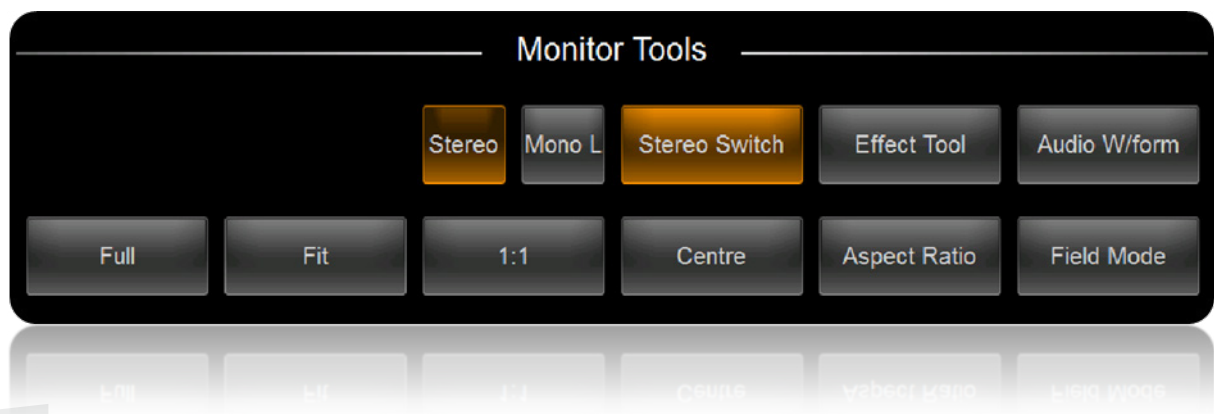 Monitor Tools
Stereo Mono L Stereo Switch Effect Tool Audio W/form
Full Fit 1:1 Centre Aspect Ratio Field Mode